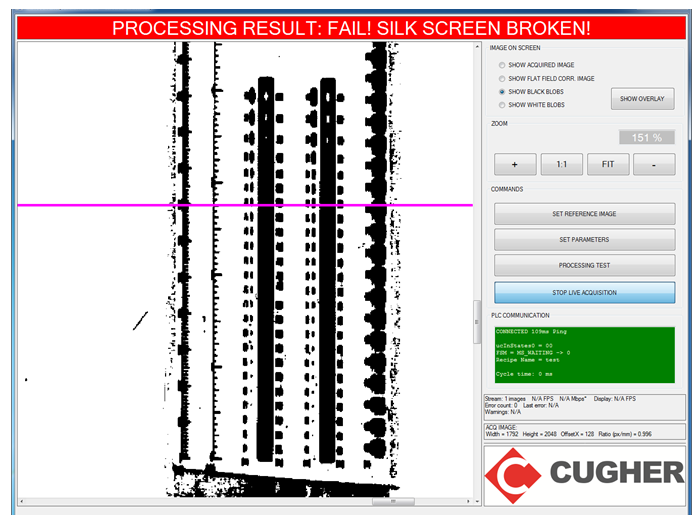 PROCESSING RESULT: FAIL! SILK SCREEN BROKEN!
IMAGE ON SCREEN
SHOW ACQUIRED IMAGE
SHOW FLAT FIELD CORR. IMAGE
SHOW BLACK BLOBS
SHOW WHITE BLOBS
SHOW OVERLAY
ZOOM
151 %
+ 1:1 FIT -
COMMANDS
SET REFERENCE IMAGE
SET PARAMETERS
PROCESSING TEST
STOP LIVE ACQUISITION
PLC COMMUNICATION
CONNECTED 109ms Ping
ucInStates0 = 00
FSM = MS_WAITING -> 0
Recipe Name = test
Cycle time: 0 ms
Stream: 1 images N/A FPS N/A Mbps* Display: N/A FPS
Error count: 0 Last error: N/A
Warnings: N/A
ACQ IMAGE:
Width = 1792 Height = 2048 OffsetX = 128 Ratio (px/mm) = 0.996
CUGHER